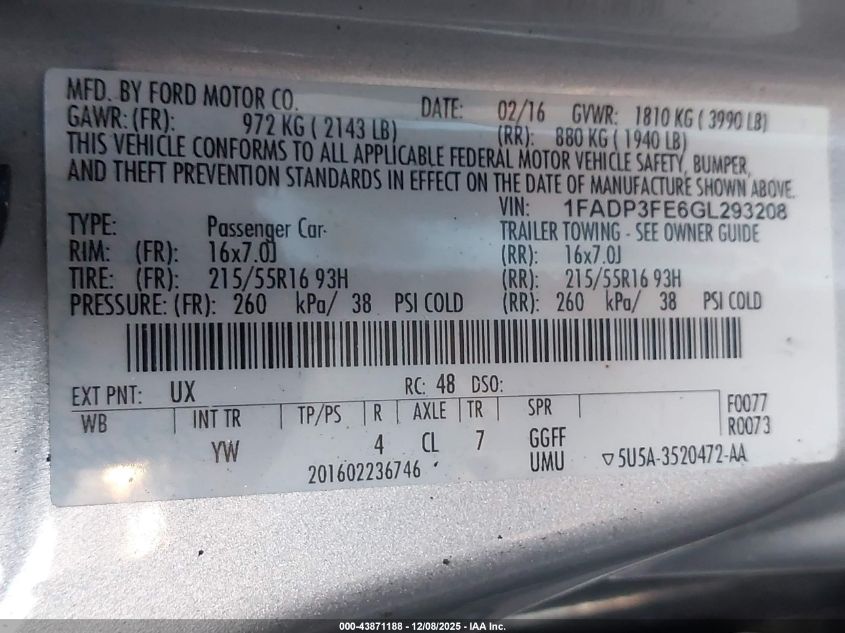 MFD. BY FORD MOTOR CO. DATE: 02/16 GVWR: 1810 KG ( 3990 LB)
GAWR: (FR): 972 KG ( 2143 LB) (RR): 880 KG ( 1940 LB)
THIS VEHICLE CONFORMS TO ALL APPLICABLE FEDERAL MOTOR VEHICLE SAFETY, BUMPER,
AND THEFT PREVENTION STANDARDS IN EFFECT ON THE DATE OF MANUFACTURE SHOWN ABOVE.
VIN: 1FADP3FE6GL293208
TYPE: Passenger Car TRAILER TOWING - SEE OWNER GUIDE
RIM: (FR): 16x7.0J (RR): 16x7.0J
TIRE: (FR): 215/55R16 93H (RR): 215/55R16 93H
PRESSURE: (FR): 260 kPa/ 38 PSI COLD (RR): 260 kPa/ 38 PSI COLD
EXT PNT: UX RC: 48 DSO:
WB INT TR TP/PS R AXLE TR SPR F0077
R0073
YW 4 CL 7 GGFF
201602236746 UMU ▽5U5A-3520472-AA
000-43871188 - 12/08/2025 - IAA Inc.